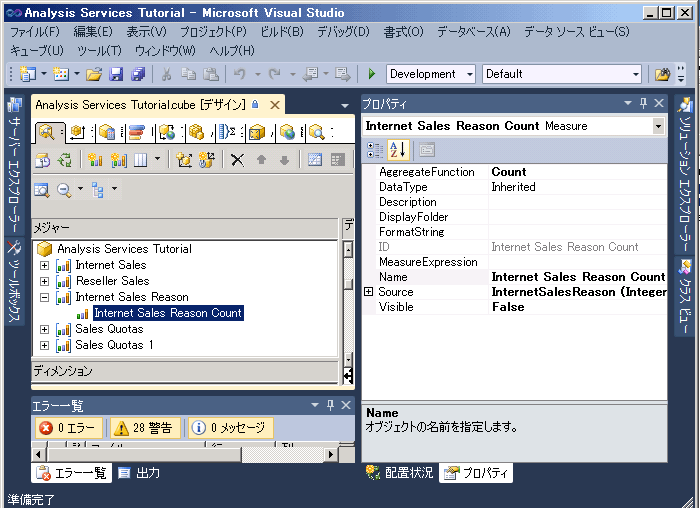 Analysis Services Tutorial - Microsoft Visual Studio
ファイル(F) 編集(E) 表示(V) プロジェクト(P) ビルド(B) デバッグ(D) 書式(O) データベース(A) データ ソース ビュー(S)
キューブ(U) ツール(T) ウィンドウ(W) ヘルプ(H)
Development Default
サーバー エクスプローラー
ツールボックス
Analysis Services Tutorial.cube [デザイン]
メジャー
デ
Analysis Services Tutorial
Internet Sales
Reseller Sales
Internet Sales Reason
Internet Sales Reason Count
Sales Quotas
Sales Quotas 1
ディメンション
エラー一覧
0 エラー 28 警告 0 メッセージ
エラー一覧 出力
プロパティ
Internet Sales Reason Count Measure
AggregateFunction Count
DataType Inherited
Description
DisplayFolder
FormatString
ID Internet Sales Reason Count
MeasureExpression
Name Internet Sales Reason Count
Source InternetSalesReason (Integer
Visible False
Name
オブジェクトの名前を指定します。
配置状況 プロパティ
ソリューション エクスプローラー
クラス ビュー
準備完了